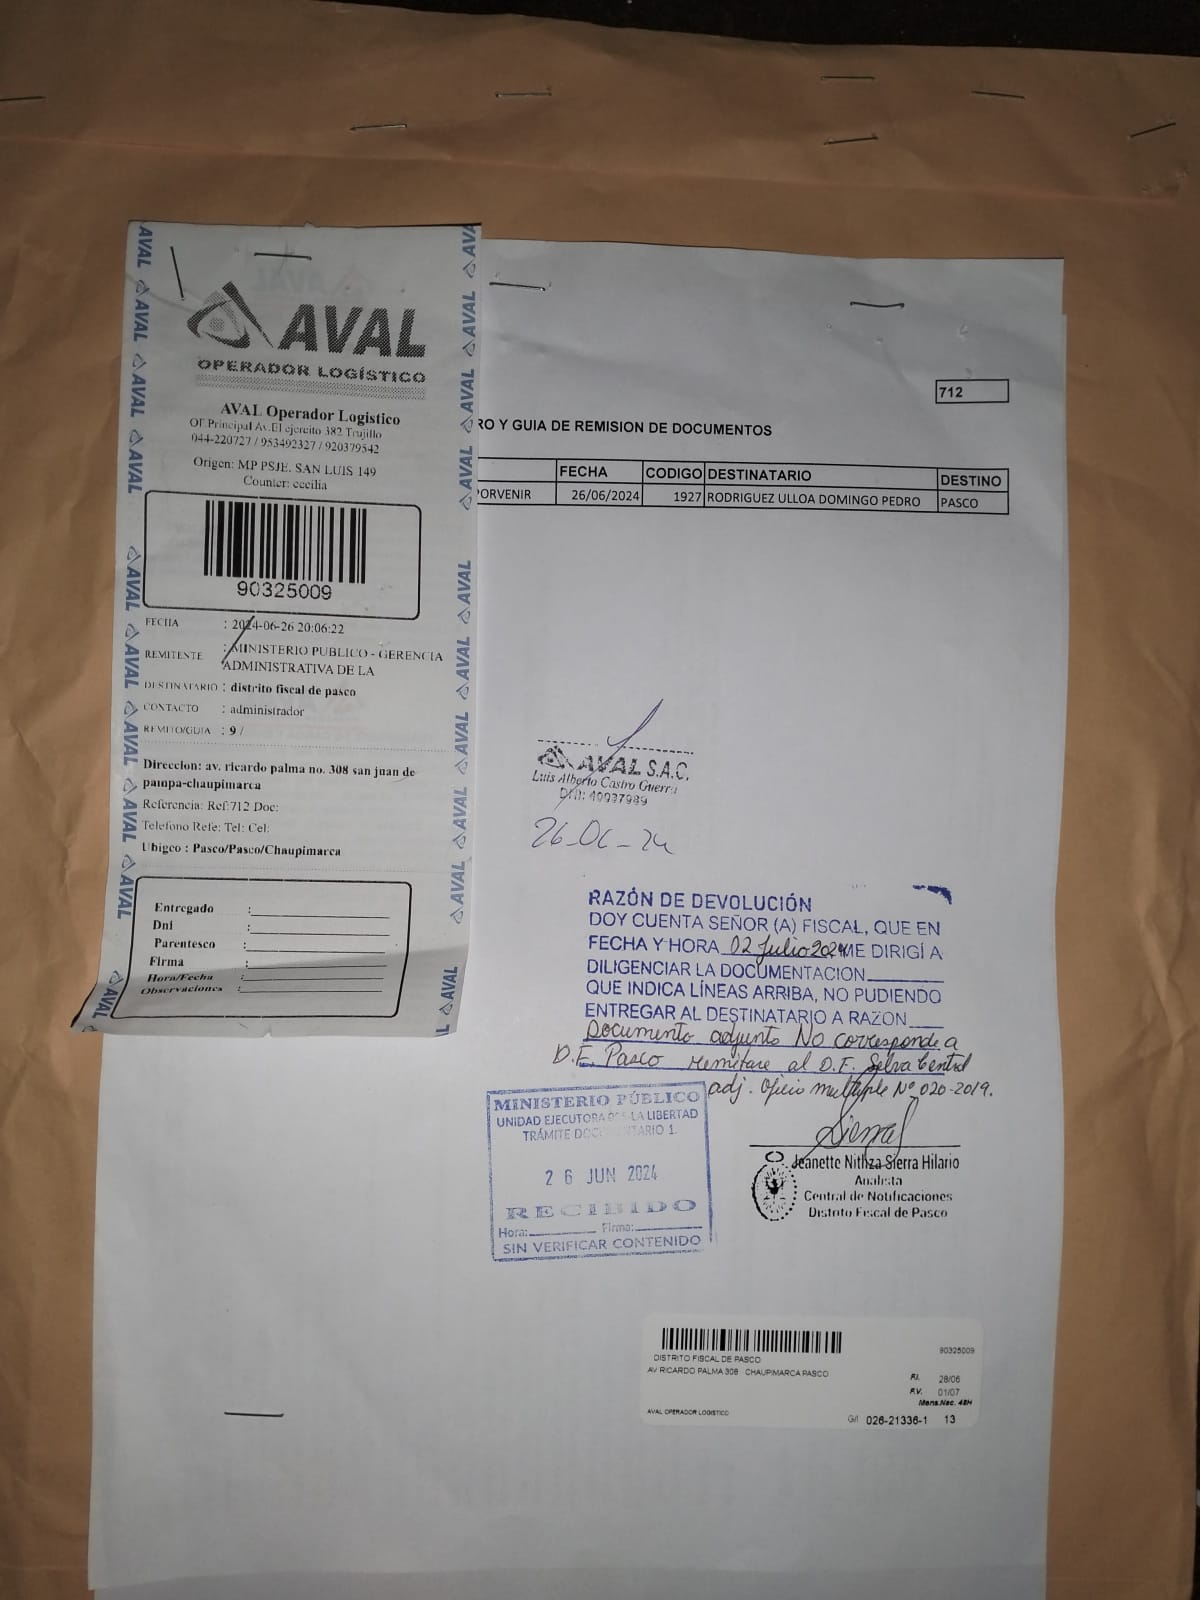 AVAL
OPERADOR LOGÍSTICO
AVAL Operador Logistico
OF. Principal Av.El ejercito 382 Trujillo
044-220727 / 953492327 / 920379542
Origen: MP PSJE. SAN LUIS 149
Counter: cecilia
90325009
FECHA : 2024-06-26 20:06:22
REMITENTE : MINISTERIO PUBLICO - GERENCIA
ADMINISTRATIVA DE LA
DESTINATARIO : distrito fiscal de pasco
CONTACTO : administrador
REMITO/GUIA : 9 /
Direccion: av. ricardo palma no. 308 san juan de
pampa-chaupimarca
Referencia: Ref:712 Doc:
Telefono Refe: Tel: Cel:
Ubigeo : Pasco/Pasco/Chaupimarca
Entregado :
Dni :
Parentesco :
Firma :
Hora/Fecha :
Observaciones :
712
RO Y GUIA DE REMISION DE DOCUMENTOS
FECHA CODIGO DESTINATARIO DESTINO
PORVENIR 26/06/2024 1927 RODRIGUEZ ULLOA DOMINGO PEDRO PASCO
AVAL S.A.C.
Luis Alberto Castro Guerra
DNI: 40937989
26-06-24
RAZÓN DE DEVOLUCIÓN
DOY CUENTA SEÑOR (A) FISCAL, QUE EN
FECHA Y HORA 02 Julio 2024 ME DIRIGÍ A
DILIGENCIAR LA DOCUMENTACION
QUE INDICA LÍNEAS ARRIBA, NO PUDIENDO
ENTREGAR AL DESTINATARIO A RAZON
Documento adjunto No corresponde a
D.F. Pasco remitase al D.F. Selva Central
adj. Oficio multiple Nº 020-2019.
Jeanette Nithza Sierra Hilario
Analista
Central de Notificaciones
Distrito Fiscal de Pasco
MINISTERIO PÚBLICO
UNIDAD EJECUTORA LA LIBERTAD
TRÁMITE DOCUMENTARIO 1.
26 JUN 2024
RECIBIDO
Hora: Firma:
SIN VERIFICAR CONTENIDO
90325009
DISTRITO FISCAL DE PASCO
AV RICARDO PALMA 308 CHAUPIMARCA PASCO
F.I. 28/06
F.V. 01/07
Mens.Nac. 48H
AVAL OPERADOR LOGISTICO
G/I 026-21336-1 13